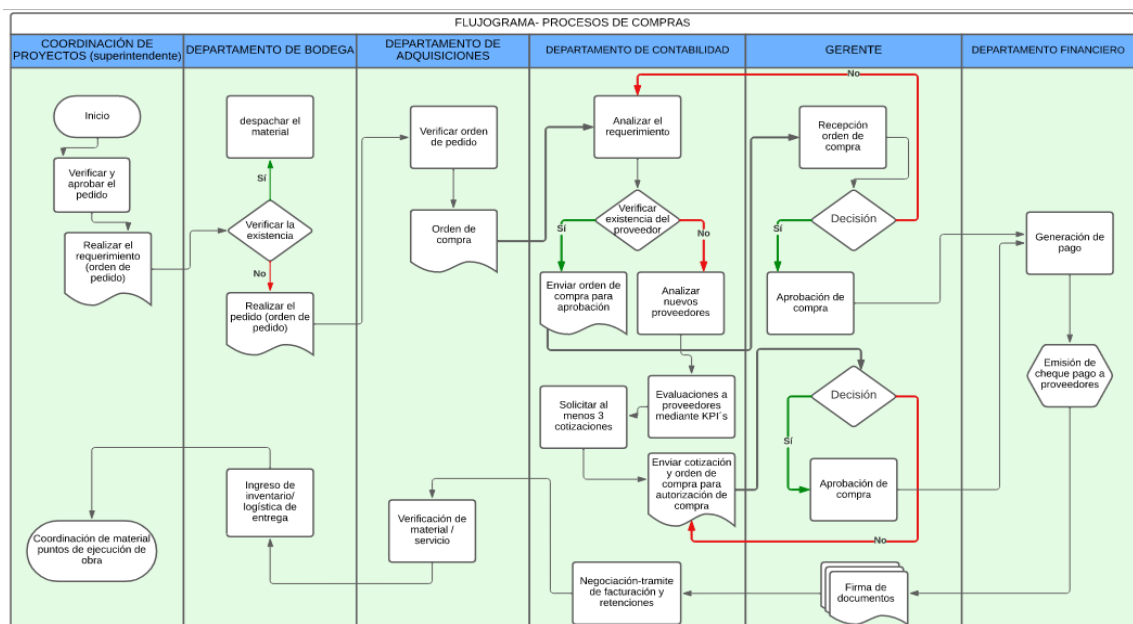 FLUJOGRAMA- PROCESOS DE COMPRAS
COORDINACIÓN DE
PROYECTOS (superintendente)
DEPARTAMENTO DE BODEGA
DEPARTAMENTO DE
ADQUISICIONES
DEPARTAMENTO DE CONTABILIDAD
GERENTE
DEPARTAMENTO FINANCIERO
Inicio
Verificar y
aprobar el
pedido
Realizar el
requerimiento
(orden de
pedido)
Coordinación de material
puntos de ejecución de
obra
despachar el
material
Sí
Verificar la
existencia
No
Realizar el
pedido (orden de
pedido)
Ingreso de
inventario/
logística de
entrega
Verificar orden
de pedido
Orden de
compra
Verificación de
material /
servicio
Analizar el
requerimiento
Verificar
existencia del
proveedor
Sí
No
Enviar orden de
compra para
aprobación
Analizar
nuevos
proveedores
Solicitar al
menos 3
cotizaciones
Evaluaciones a
proveedores
mediante KPI´s
Enviar cotización
y orden de
compra para
autorización de
compra
Negociación-tramite
de facturación y
retenciones
No
Recepción
orden de
compra
Decisión
Sí
Aprobación de
compra
Decisión
Sí
Aprobación de
compra
No
Firma de
documentos
Generación de
pago
Emisión de
cheque pago a
proveedores